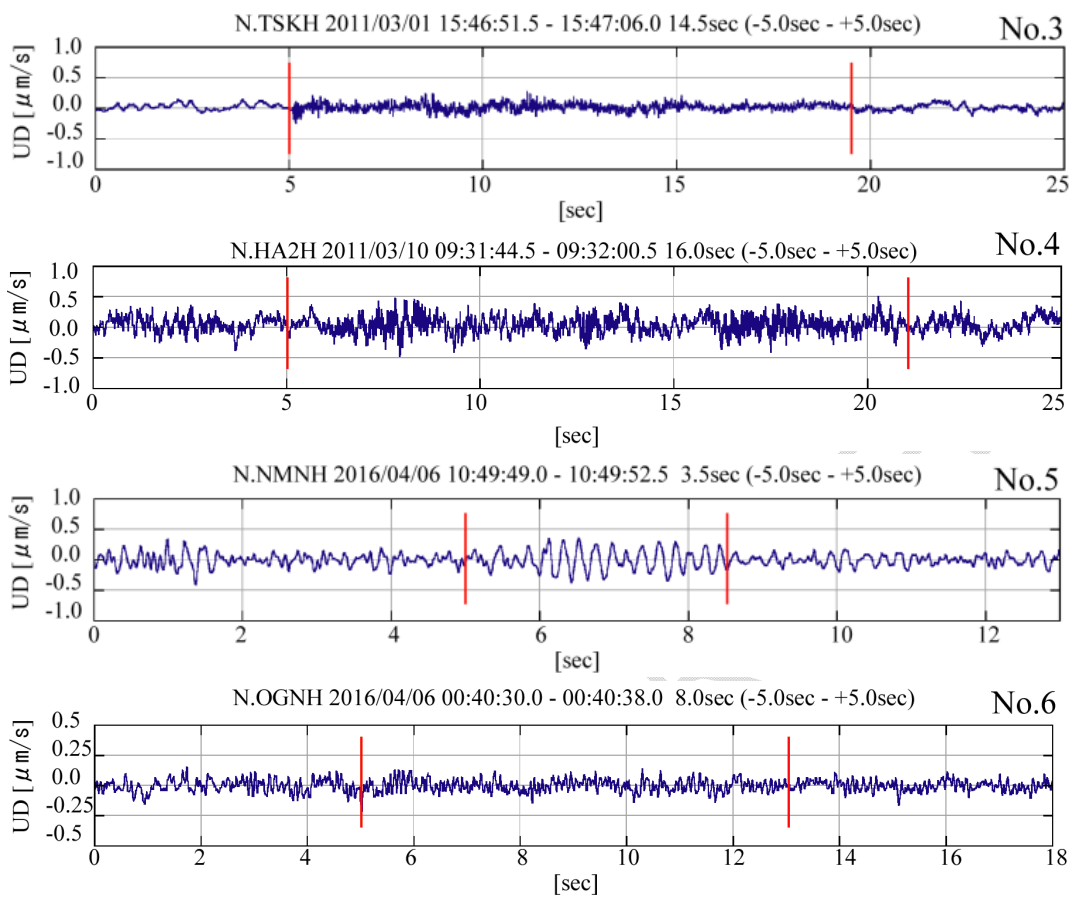 N.TSKH 2011/03/01 15:46:51.5 - 15:47:06.0 14.5sec (-5.0sec - +5.0sec)
No.3
UD [μm/s]
1.0
0.5
0.0
-0.5
-1.0
0 5 10 15 20 25
[sec]
N.HA2H 2011/03/10 09:31:44.5 - 09:32:00.5 16.0sec (-5.0sec - +5.0sec)
No.4
UD [μm/s]
1.0
0.5
0.0
-0.5
-1.0
0 5 10 15 20 25
[sec]
N.NMNH 2016/04/06 10:49:49.0 - 10:49:52.5 3.5sec (-5.0sec - +5.0sec)
No.5
UD [μm/s]
1.0
0.5
0.0
-0.5
-1.0
0 2 4 6 8 10 12
[sec]
N.OGNH 2016/04/06 00:40:30.0 - 00:40:38.0 8.0sec (-5.0sec - +5.0sec)
No.6
UD [μm/s]
0.5
0.25
0.0
-0.25
-0.5
0 2 4 6 8 10 12 14 16 18
[sec]